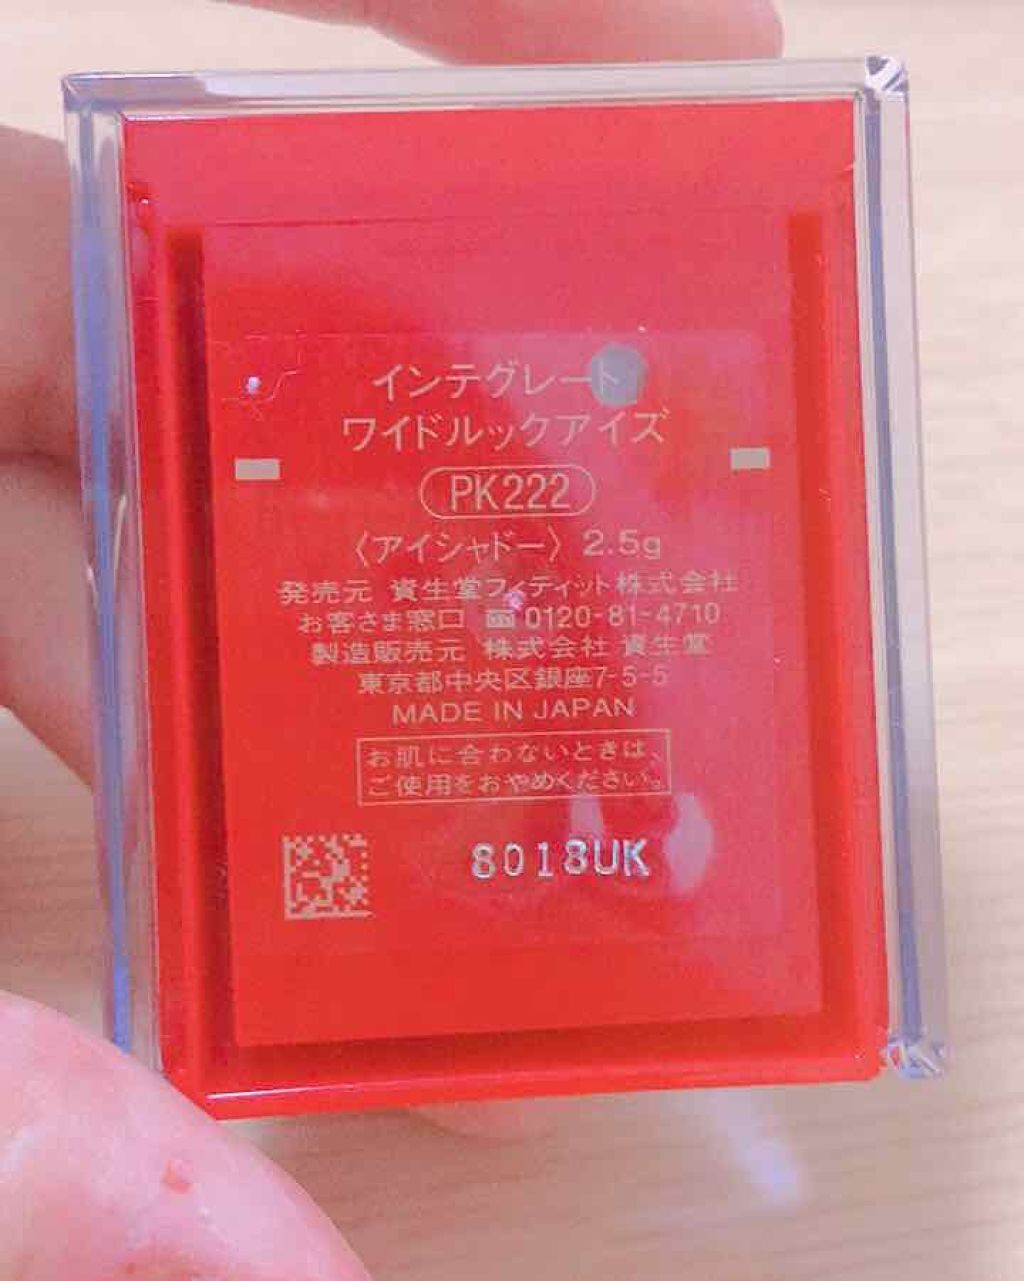 インテグレート
ワイドルックアイズ
PK222
〈アイシャドー〉 2.5g
発売元 資生堂フィティット株式会社
お客さま窓口 0120-81-4710
製造販売元 株式会社 資生堂
東京都中央区銀座7-5-5
MADE IN JAPAN
お肌に合わないときは、
ご使用をおやめください。
8018UK